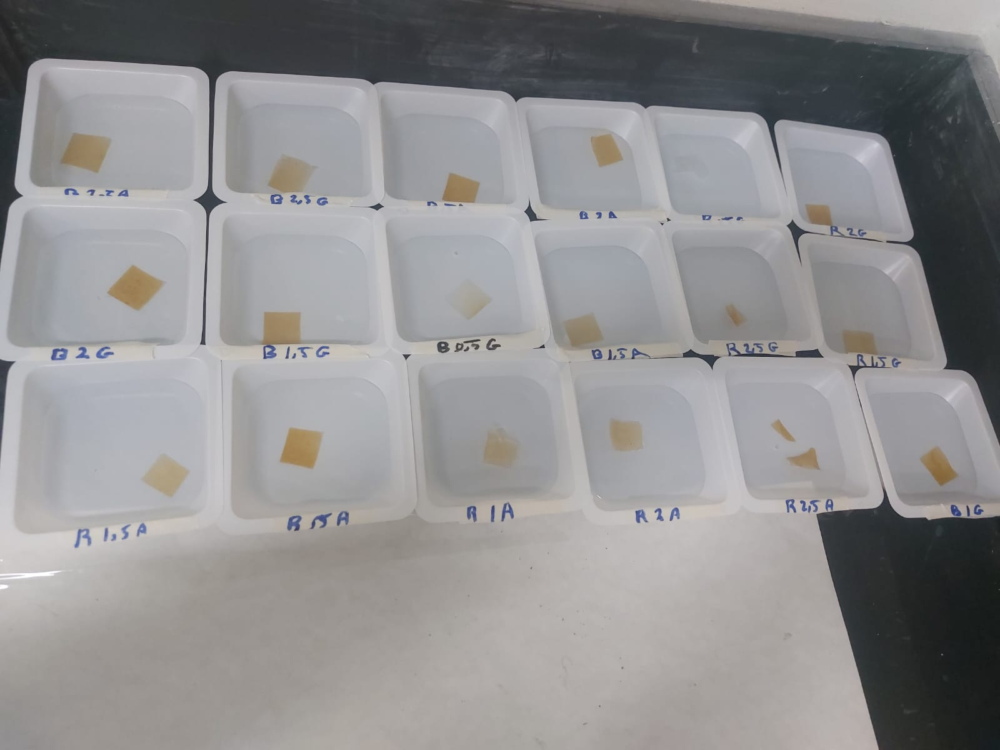 B 2,5 G
B 2 A
R 2 G
B 2 G
B 1,5 G
B 0,5 G
B 1,5 A
R 2,5 G
R 1,5 G
R 1,5 A
R ,5 A
R 1 A
R 2 A
R 2,5 A
B 1 G